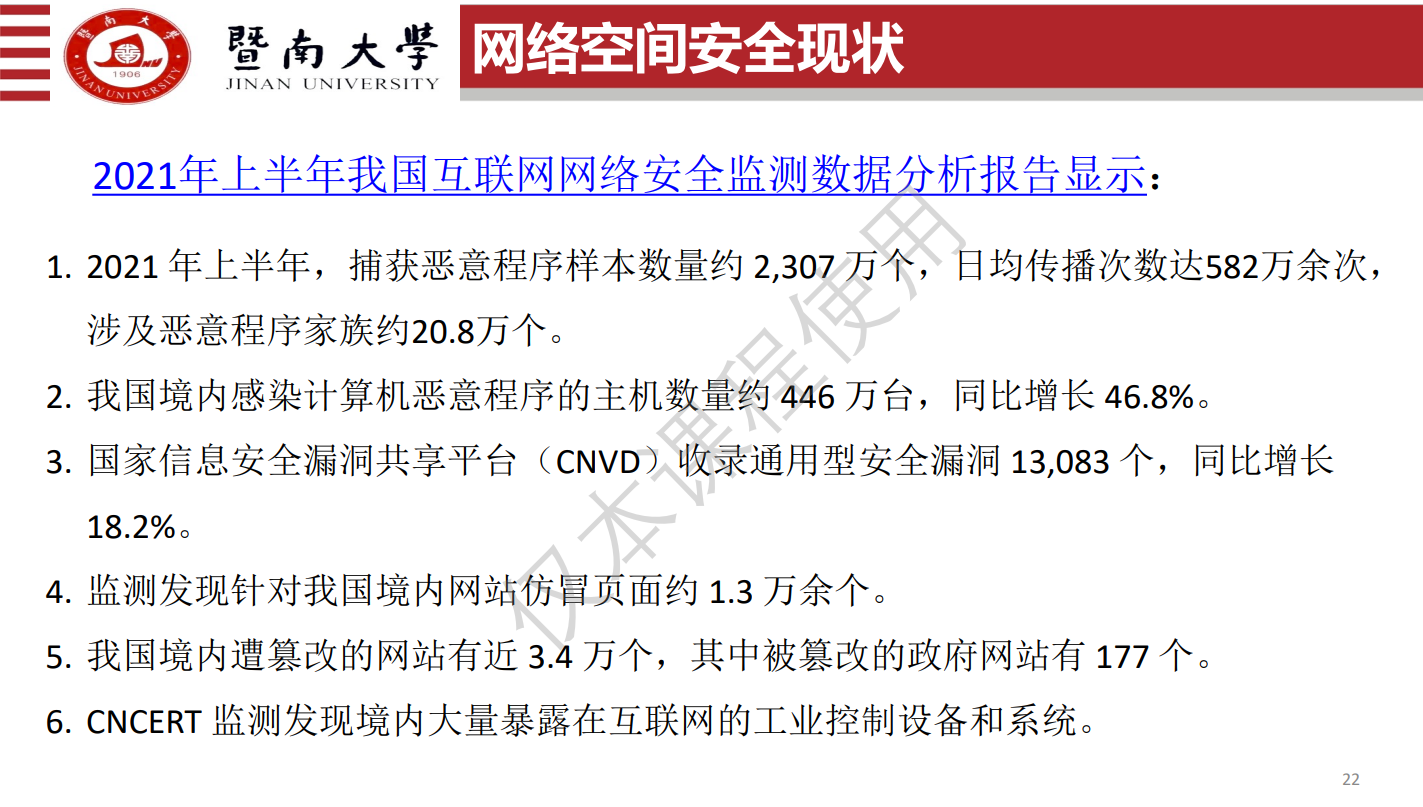 暨南大学
JINAN UNIVERSITY
1906
暨南大学
JINAN UNIVERSITY
网络空间安全现状
2021年上半年我国互联网网络安全监测数据分析报告显示：
1. 2021 年上半年，捕获恶意程序样本数量约 2,307 万个，日均传播次数达582万余次，
涉及恶意程序家族约20.8万个。
2. 我国境内感染计算机恶意程序的主机数量约 446 万台，同比增长 46.8%。
3. 国家信息安全漏洞共享平台（CNVD）收录通用型安全漏洞 13,083 个，同比增长
18.2%。
4. 监测发现针对我国境内网站仿冒页面约 1.3 万余个。
5. 我国境内遭篡改的网站有近 3.4 万个，其中被篡改的政府网站有 177 个。
6. CNCERT 监测发现境内大量暴露在互联网的工业控制设备和系统。
仅本课程使用
22